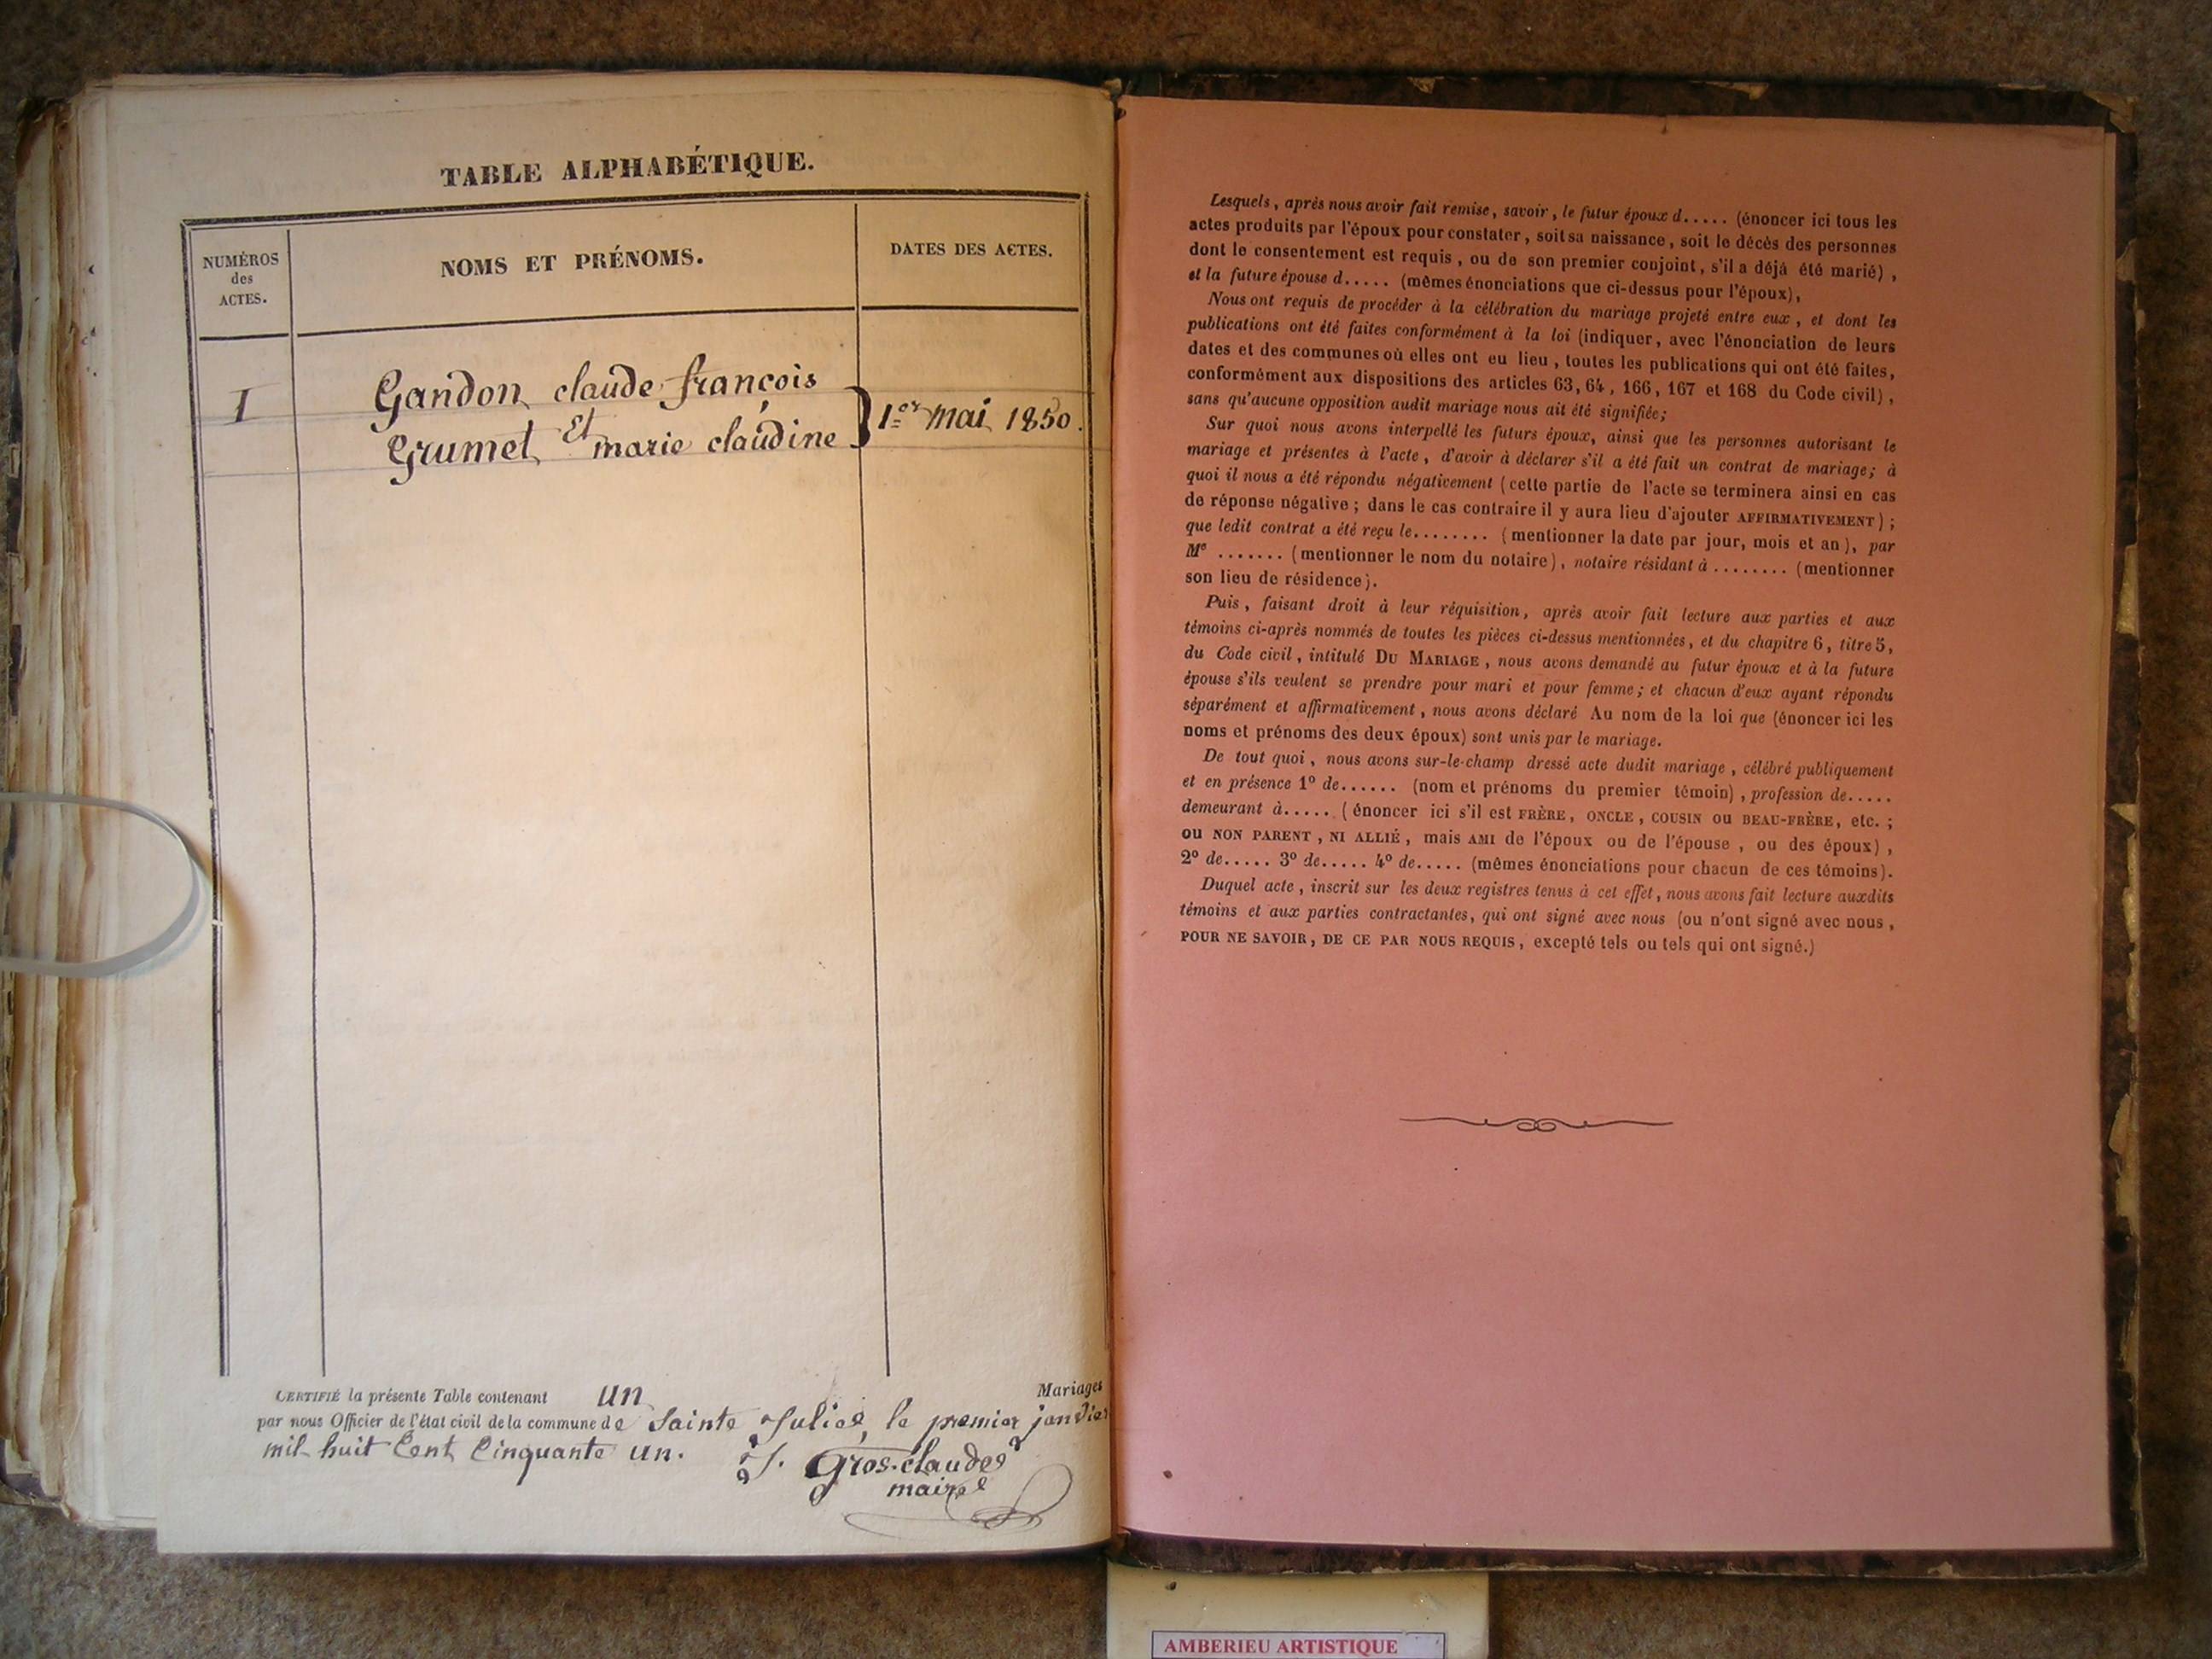 TABLE ALPHABÉTIQUE.
NUMÉROS
des
ACTES.
NOMS ET PRÉNOMS.
DATES DES ACTES.
1
Gandon claude françois
Et
Grumet marie claudine
1er mai 1850.
CERTIFIÉ la présente Table contenant un Mariages
par nous Officier de l'état civil de la commune de Sainte Julie, le premier janvier
mil huit Cent Cinquante un.
J. Gros-claude
maire
Lesquels, après nous avoir fait remise, savoir, le futur époux d..... (énoncer ici tous les
actes produits par l'époux pour constater, soit sa naissance, soit le décès des personnes
dont le consentement est requis, ou de son premier conjoint, s'il a déjà été marié),
et la future épouse d..... (mêmes énonciations que ci-dessus pour l'époux),
Nous ont requis de procéder à la célébration du mariage projeté entre eux, et dont les
publications ont été faites conformément à la loi (indiquer, avec l'énonciation de leurs
dates et des communes où elles ont eu lieu, toutes les publications qui ont été faites,
conformément aux dispositions des articles 63, 64, 166, 167 et 168 du Code civil),
sans qu'aucune opposition audit mariage nous ait été signifiée;
Sur quoi nous avons interpellé les futurs époux, ainsi que les personnes autorisant le
mariage et présentes à l'acte, d'avoir à déclarer s'il a été fait un contrat de mariage; à
quoi il nous a été répondu négativement (cette partie de l'acte se terminera ainsi en cas
de réponse négative; dans le cas contraire il y aura lieu d'ajouter AFFIRMATIVEMENT);
que ledit contrat a été reçu le........ (mentionner la date par jour, mois et an), par
Me ....... (mentionner le nom du notaire), notaire résidant à ........ (mentionner
son lieu de résidence).
Puis, faisant droit à leur réquisition, après avoir fait lecture aux parties et aux
témoins ci-après nommés de toutes les pièces ci-dessus mentionnées, et du chapitre 6, titre 5,
du Code civil, intitulé DU MARIAGE, nous avons demandé au futur époux et à la future
épouse s'ils veulent se prendre pour mari et pour femme; et chacun d'eux ayant répondu
séparément et affirmativement, nous avons déclaré Au nom de la loi que (énoncer ici les
noms et prénoms des deux époux) sont unis par le mariage.
De tout quoi, nous avons sur-le-champ dressé acte dudit mariage, célébré publiquement
et en présence 1° de...... (nom et prénoms du premier témoin), profession de.....
demeurant à..... (énoncer ici s'il est FRÈRE, ONCLE, COUSIN ou BEAU-FRÈRE, etc.;
ou NON PARENT, NI ALLIÉ, mais AMI de l'époux ou de l'épouse, ou des époux),
2° de..... 3° de..... 4° de..... (mêmes énonciations pour chacun de ces témoins).
Duquel acte, inscrit sur les deux registres tenus à cet effet, nous avons fait lecture auxdits
témoins et aux parties contractantes, qui ont signé avec nous (ou n'ont signé avec nous,
POUR NE SAVOIR, DE CE PAR NOUS REQUIS, excepté tels ou tels qui ont signé.)
AMBERIEU ARTISTIQUE